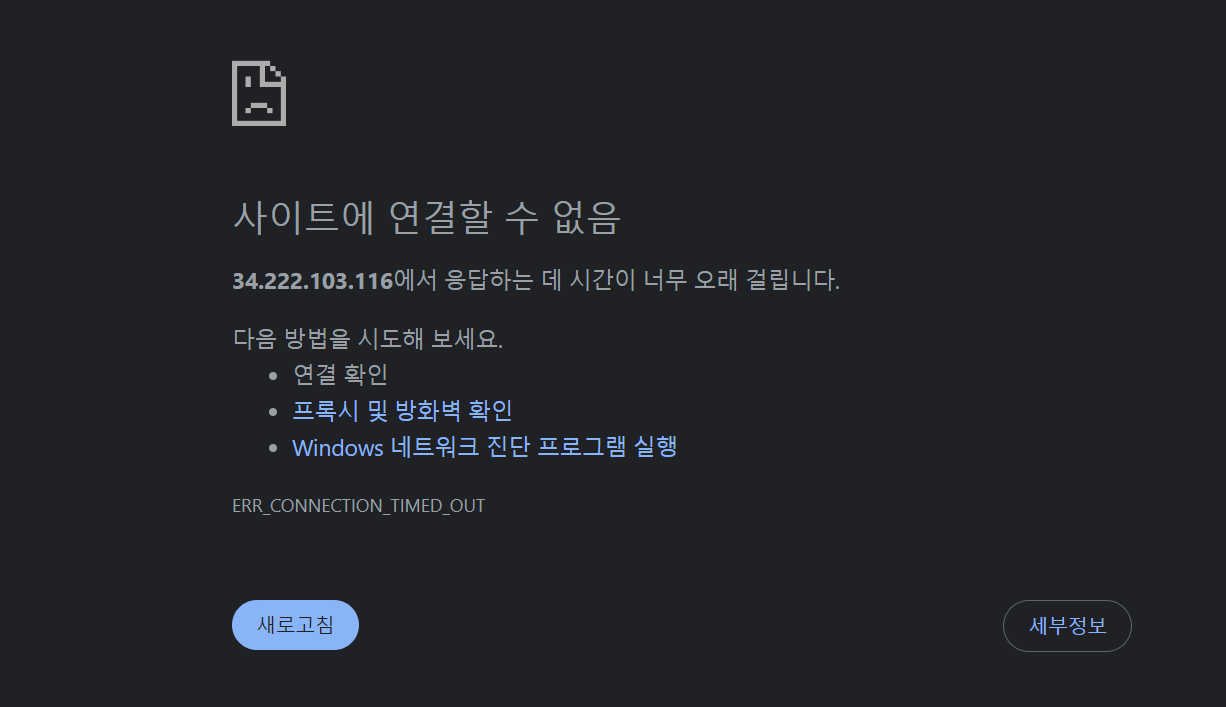 사이트에 연결할 수 없음
34.222.103.116에서 응답하는 데 시간이 너무 오래 걸립니다.
다음 방법을 시도해 보세요.
연결 확인
프록시 및 방화벽 확인
Windows 네트워크 진단 프로그램 실행
ERR_CONNECTION_TIMED_OUT
새로고침
세부정보